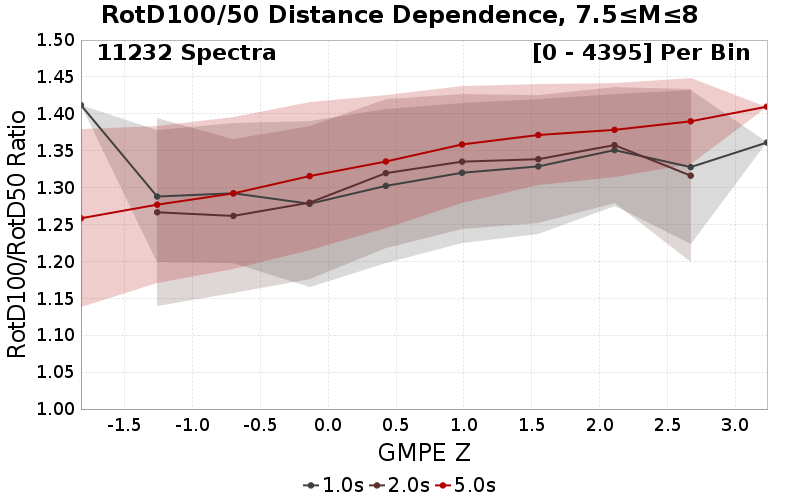 RotD100/50 Distance Dependence, 7.5≤M≤8
11232 Spectra
[0 - 4395] Per Bin
RotD100/RotD50 Ratio
1.50
1.45
1.40
1.35
1.30
1.25
1.20
1.15
1.10
1.05
1.00
-1.5 -1.0 -0.5 0.0 0.5 1.0 1.5 2.0 2.5 3.0
GMPE Z
1.0s 2.0s 5.0s